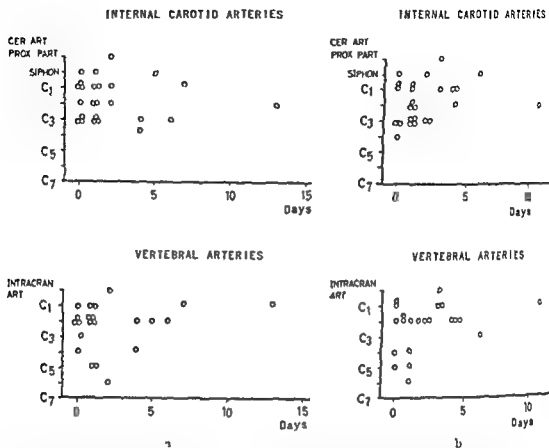 INTERNAL CAROTID ARTERIES
CER ART
PROX PART
SIPHON
C1
C3
C5
C7
0 5 10 15
Days
INTERNAL CAROTID ARTERIES
CER ART
PROX PART
SIPHON
C1
C3
C5
C7
5
Days
VERTEBRAL ARTERIES
INTRACRAN
ART
C1
C3
C5
C7
0 5 10 15
Days
a
VERTEBRAL ARTERIES
INTRACRAN
ART
C1
C3
C5
C7
0 5 10
Days
b